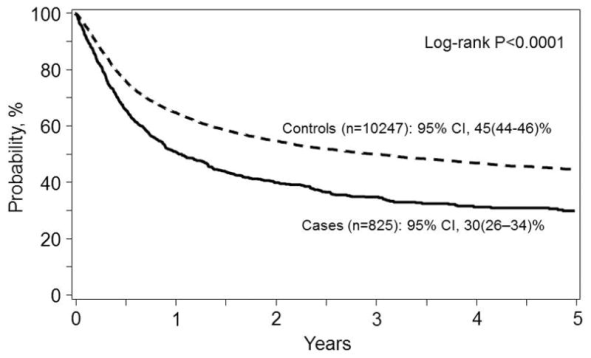 100
80
60
40
20
0
Probability, %
Log-rank P<0.0001
Controls (n=10247): 95% CI, 45(44-46)%
Cases (n=825): 95% CI, 30(26–34)%
0 1 2 3 4 5
Years